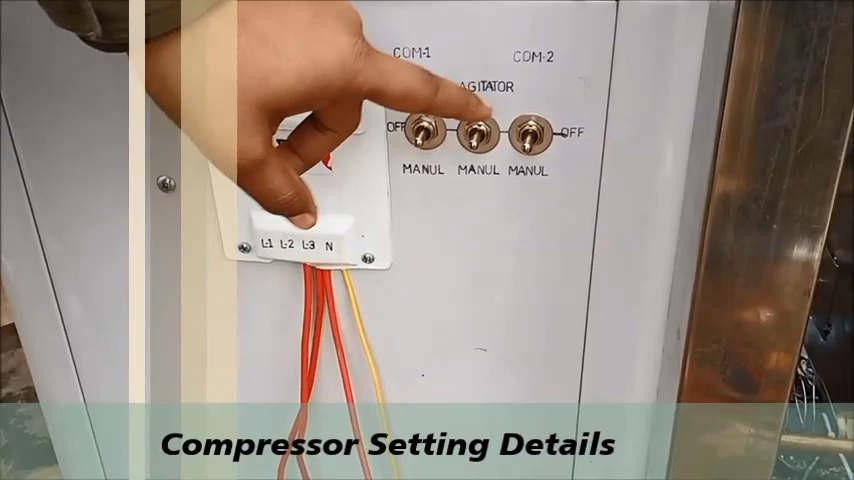 COM-1 COM-2
AGITATOR
OFF OFF
MANUL MANUL MANUL
L1 L2 L3 N
Compressor Setting Details